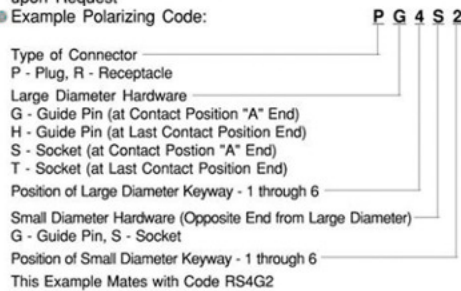 upon Request
Example Polarizing Code: P G 4 S 2
Type of Connector
P - Plug, R - Receptacle
Large Diameter Hardware
G - Guide Pin (at Contact Position "A" End)
H - Guide Pin (at Last Contact Position End)
S - Socket (at Contact Postion "A" End)
T - Socket (at Last Contact Position End)
Position of Large Diameter Keyway - 1 through 6
Small Diameter Hardware (Opposite End from Large Diameter)
G - Guide Pin, S - Socket
Position of Small Diameter Keyway - 1 through 6
This Example Mates with Code RS4G2